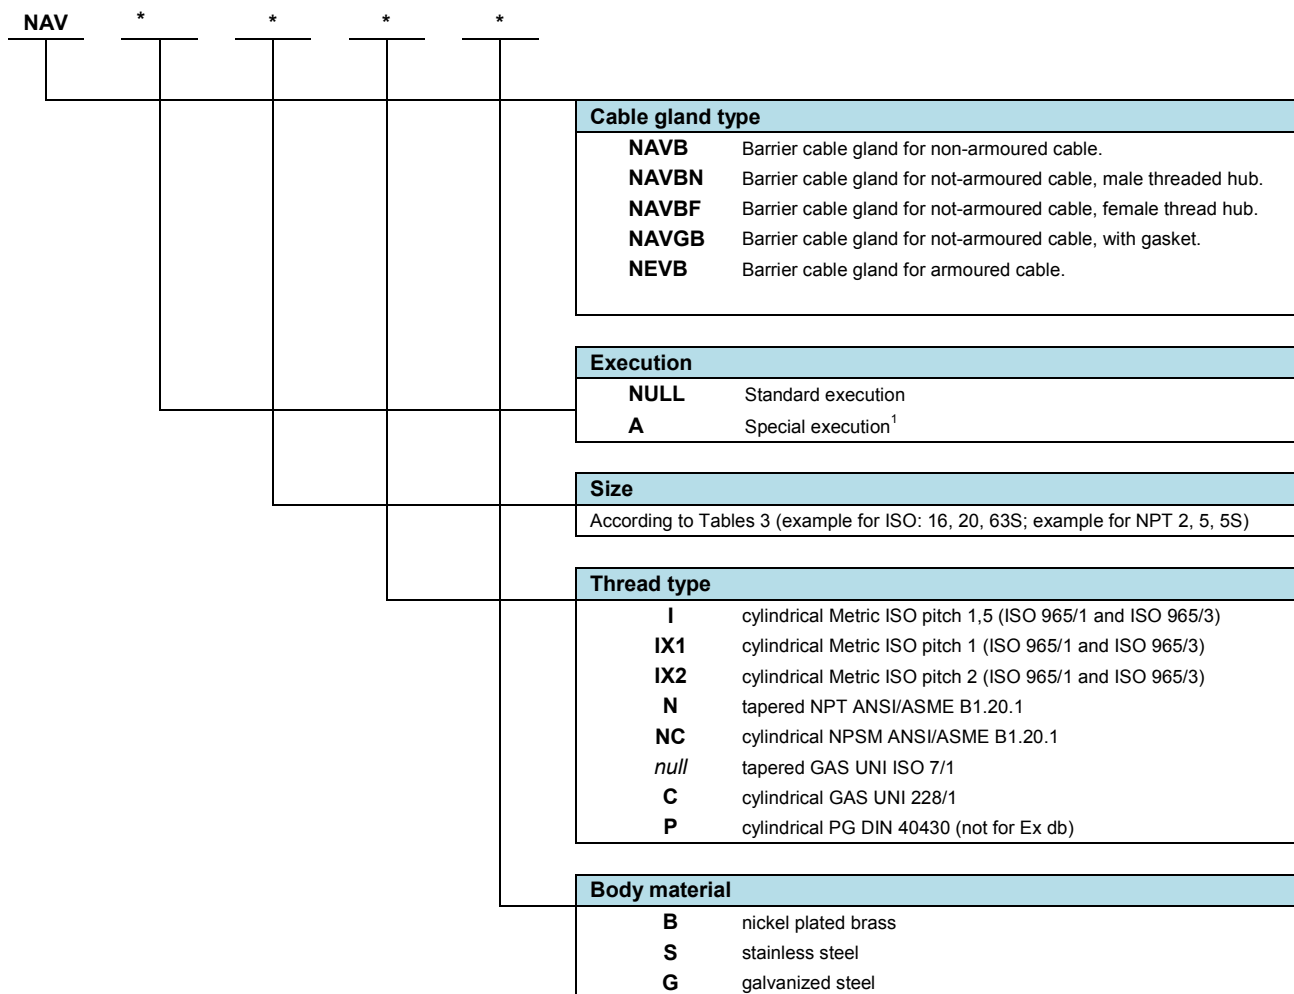 NAV * * * *
Cable gland type
NAVB Barrier cable gland for non-armoured cable.
NAVBN Barrier cable gland for not-armoured cable, male threaded hub.
NAVBF Barrier cable gland for not-armoured cable, female thread hub.
NAVGB Barrier cable gland for not-armoured cable, with gasket.
NEVB Barrier cable gland for armoured cable.
Execution
NULL Standard execution
A Special execution¹
Size
According to Tables 3 (example for ISO: 16, 20, 63S; example for NPT 2, 5, 5S)
Thread type
I cylindrical Metric ISO pitch 1,5 (ISO 965/1 and ISO 965/3)
IX1 cylindrical Metric ISO pitch 1 (ISO 965/1 and ISO 965/3)
IX2 cylindrical Metric ISO pitch 2 (ISO 965/1 and ISO 965/3)
N tapered NPT ANSI/ASME B1.20.1
NC cylindrical NPSM ANSI/ASME B1.20.1
null tapered GAS UNI ISO 7/1
C cylindrical GAS UNI 228/1
P cylindrical PG DIN 40430 (not for Ex db)
Body material
B nickel plated brass
S stainless steel
G galvanized steel